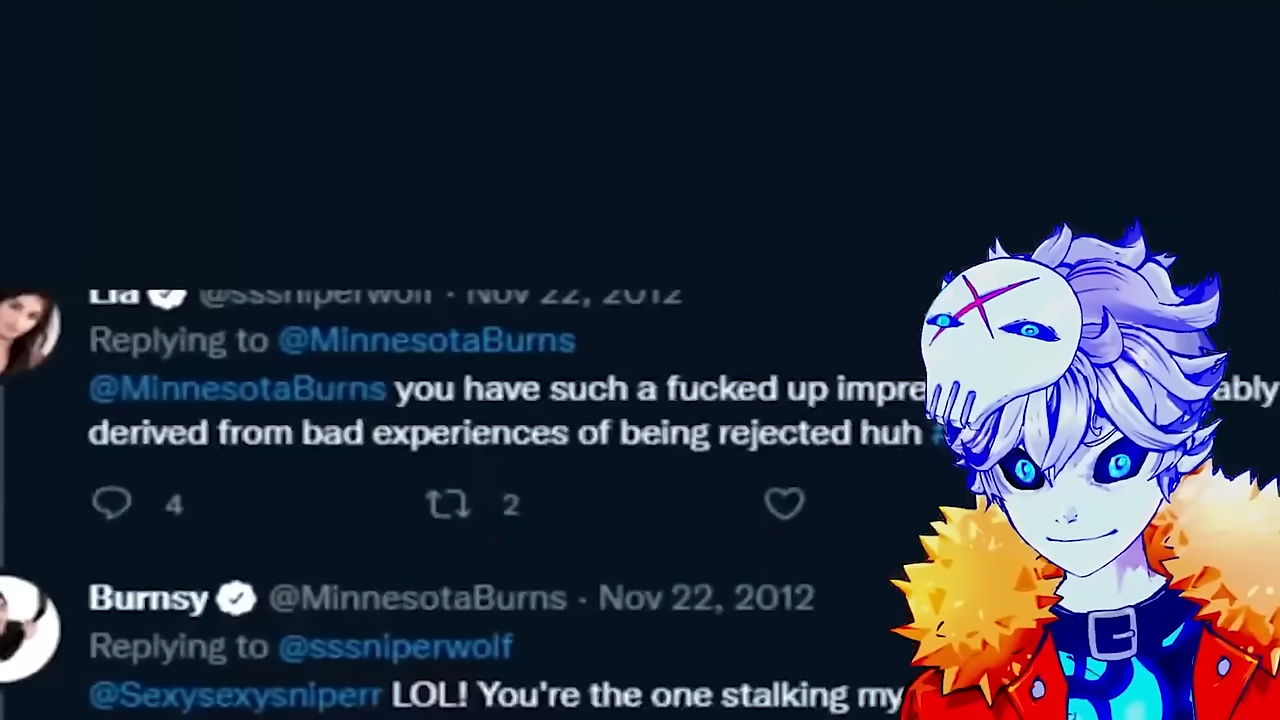 Lia @sssniperwolf · Nov 22, 2012
Replying to @MinnesotaBurns
@MinnesotaBurns you have such a fucked up impre ably
derived from bad experiences of being rejected huh
4 2
Burnsy @MinnesotaBurns · Nov 22, 2012
Replying to @sssniperwolf
@Sexysexysniperr LOL! You're the one stalking my